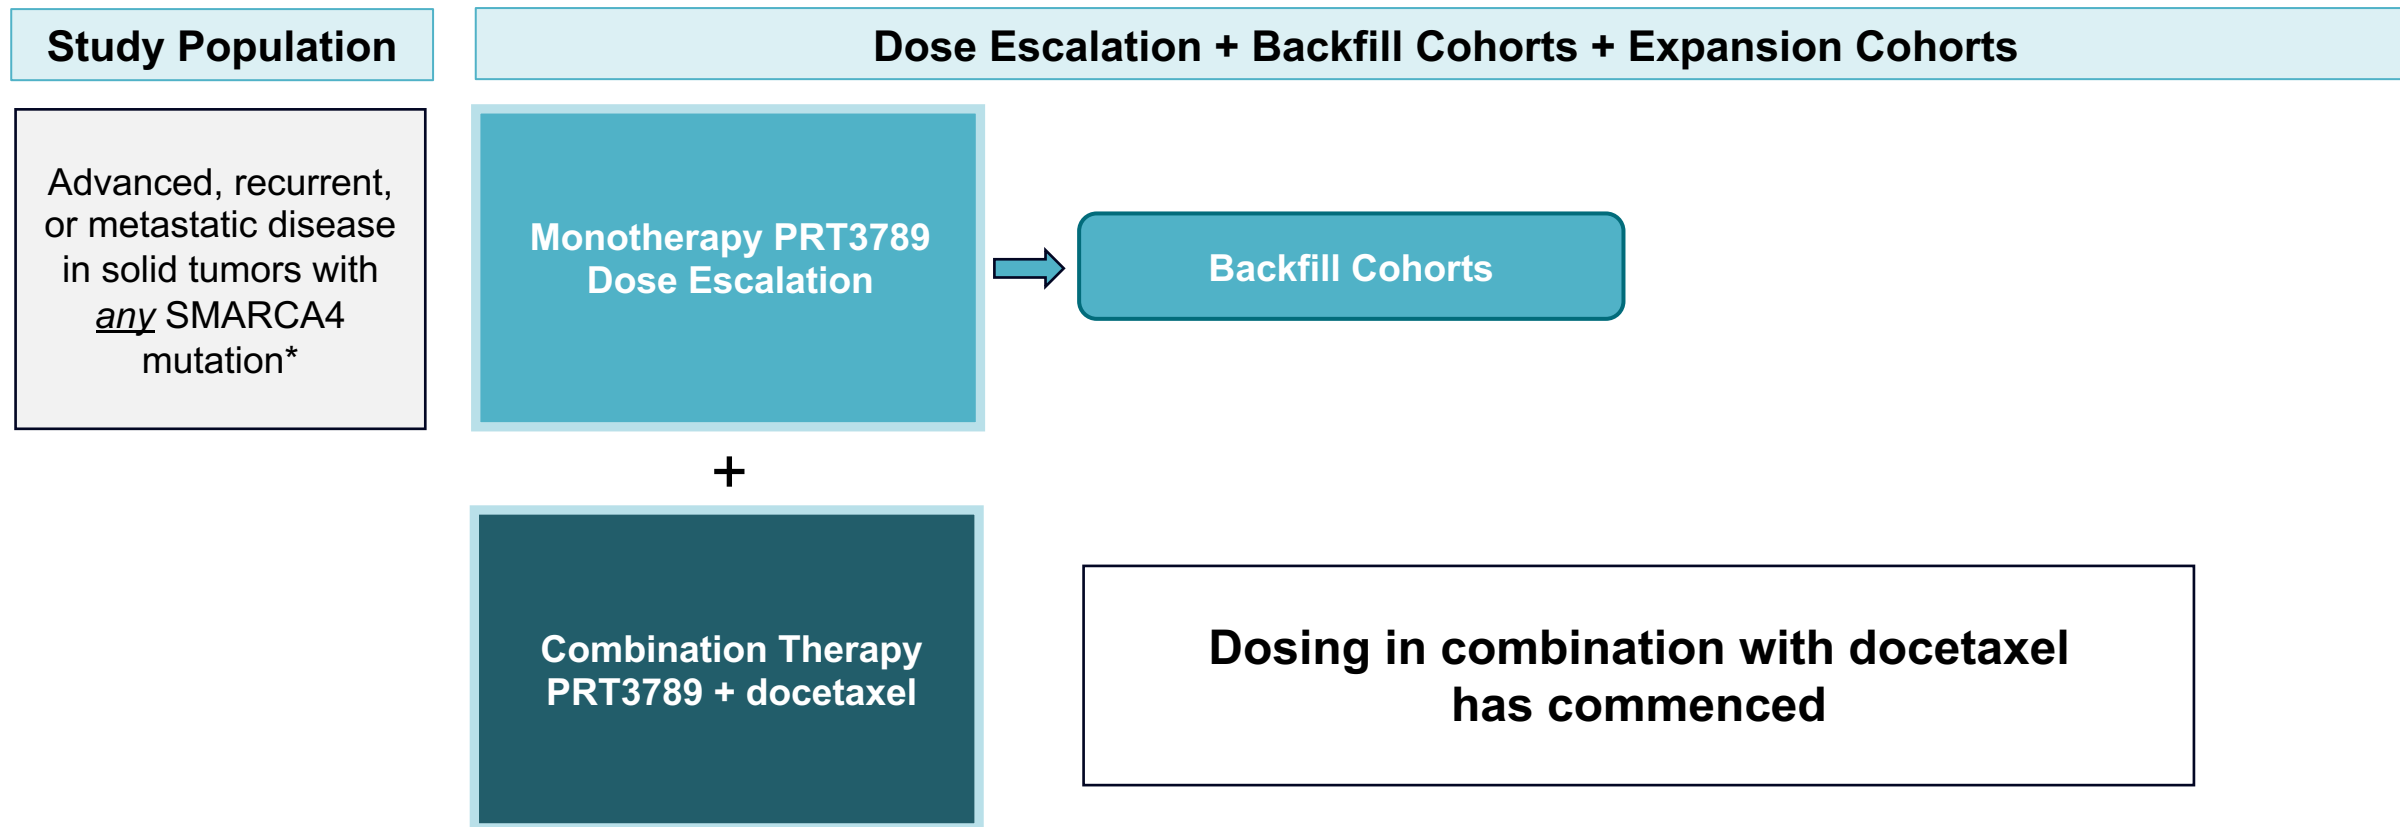 Study Population
Dose Escalation + Backfill Cohorts + Expansion Cohorts
Advanced, recurrent,
or metastatic disease
in solid tumors with
any SMARCA4
mutation*
Monotherapy PRT3789
Dose Escalation
Backfill Cohorts
+
Combination Therapy
PRT3789 + docetaxel
Dosing in combination with docetaxel
has commenced